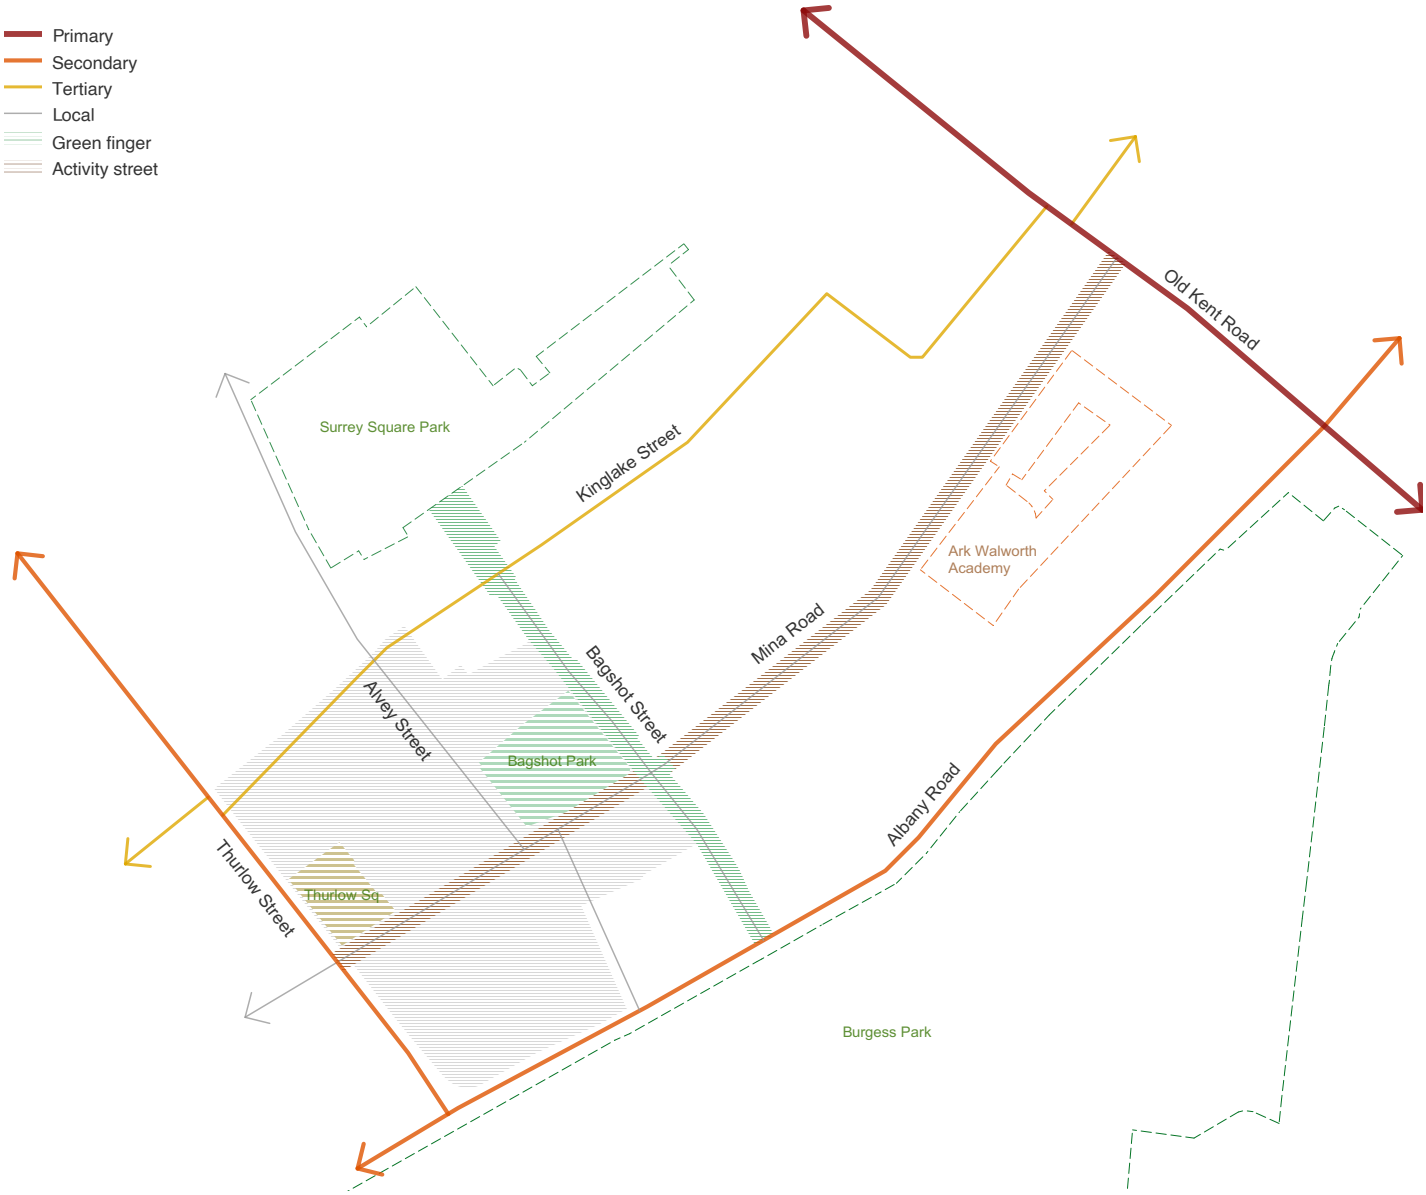 Primary
Secondary
Tertiary
Local
Green finger
Activity street
Old Kent Road
Surrey Square Park
Kinglake Street
Ark Walworth
Academy
Mina Road
Bagshot Street
Alvey Street
Bagshot Park
Albany Road
Thurlow Street
Thurlow Sq
Burgess Park